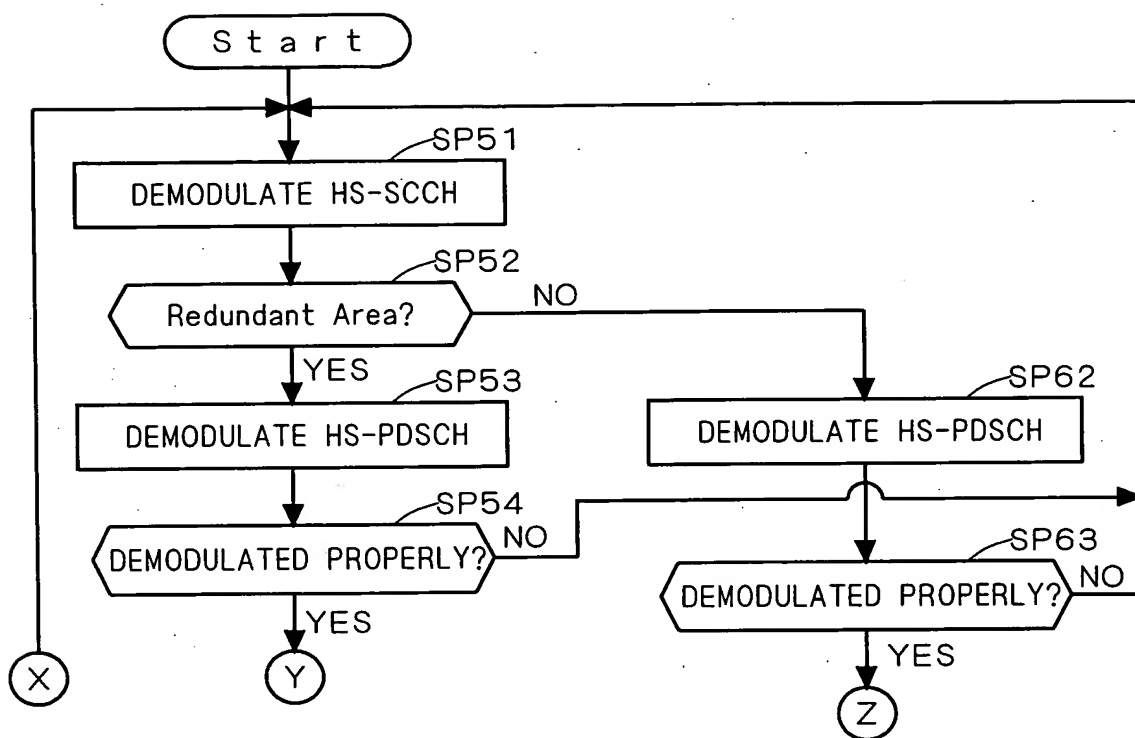 Start
SP51
DEMODULATE HS-SCCH
SP52
Redundant Area?
NO
YES
SP53
DEMODULATE HS-PDSCH
SP62
DEMODULATE HS-PDSCH
SP54
DEMODULATED PROPERLY?
NO
SP63
DEMODULATED PROPERLY?
NO
YES
YES
X
Y
Z